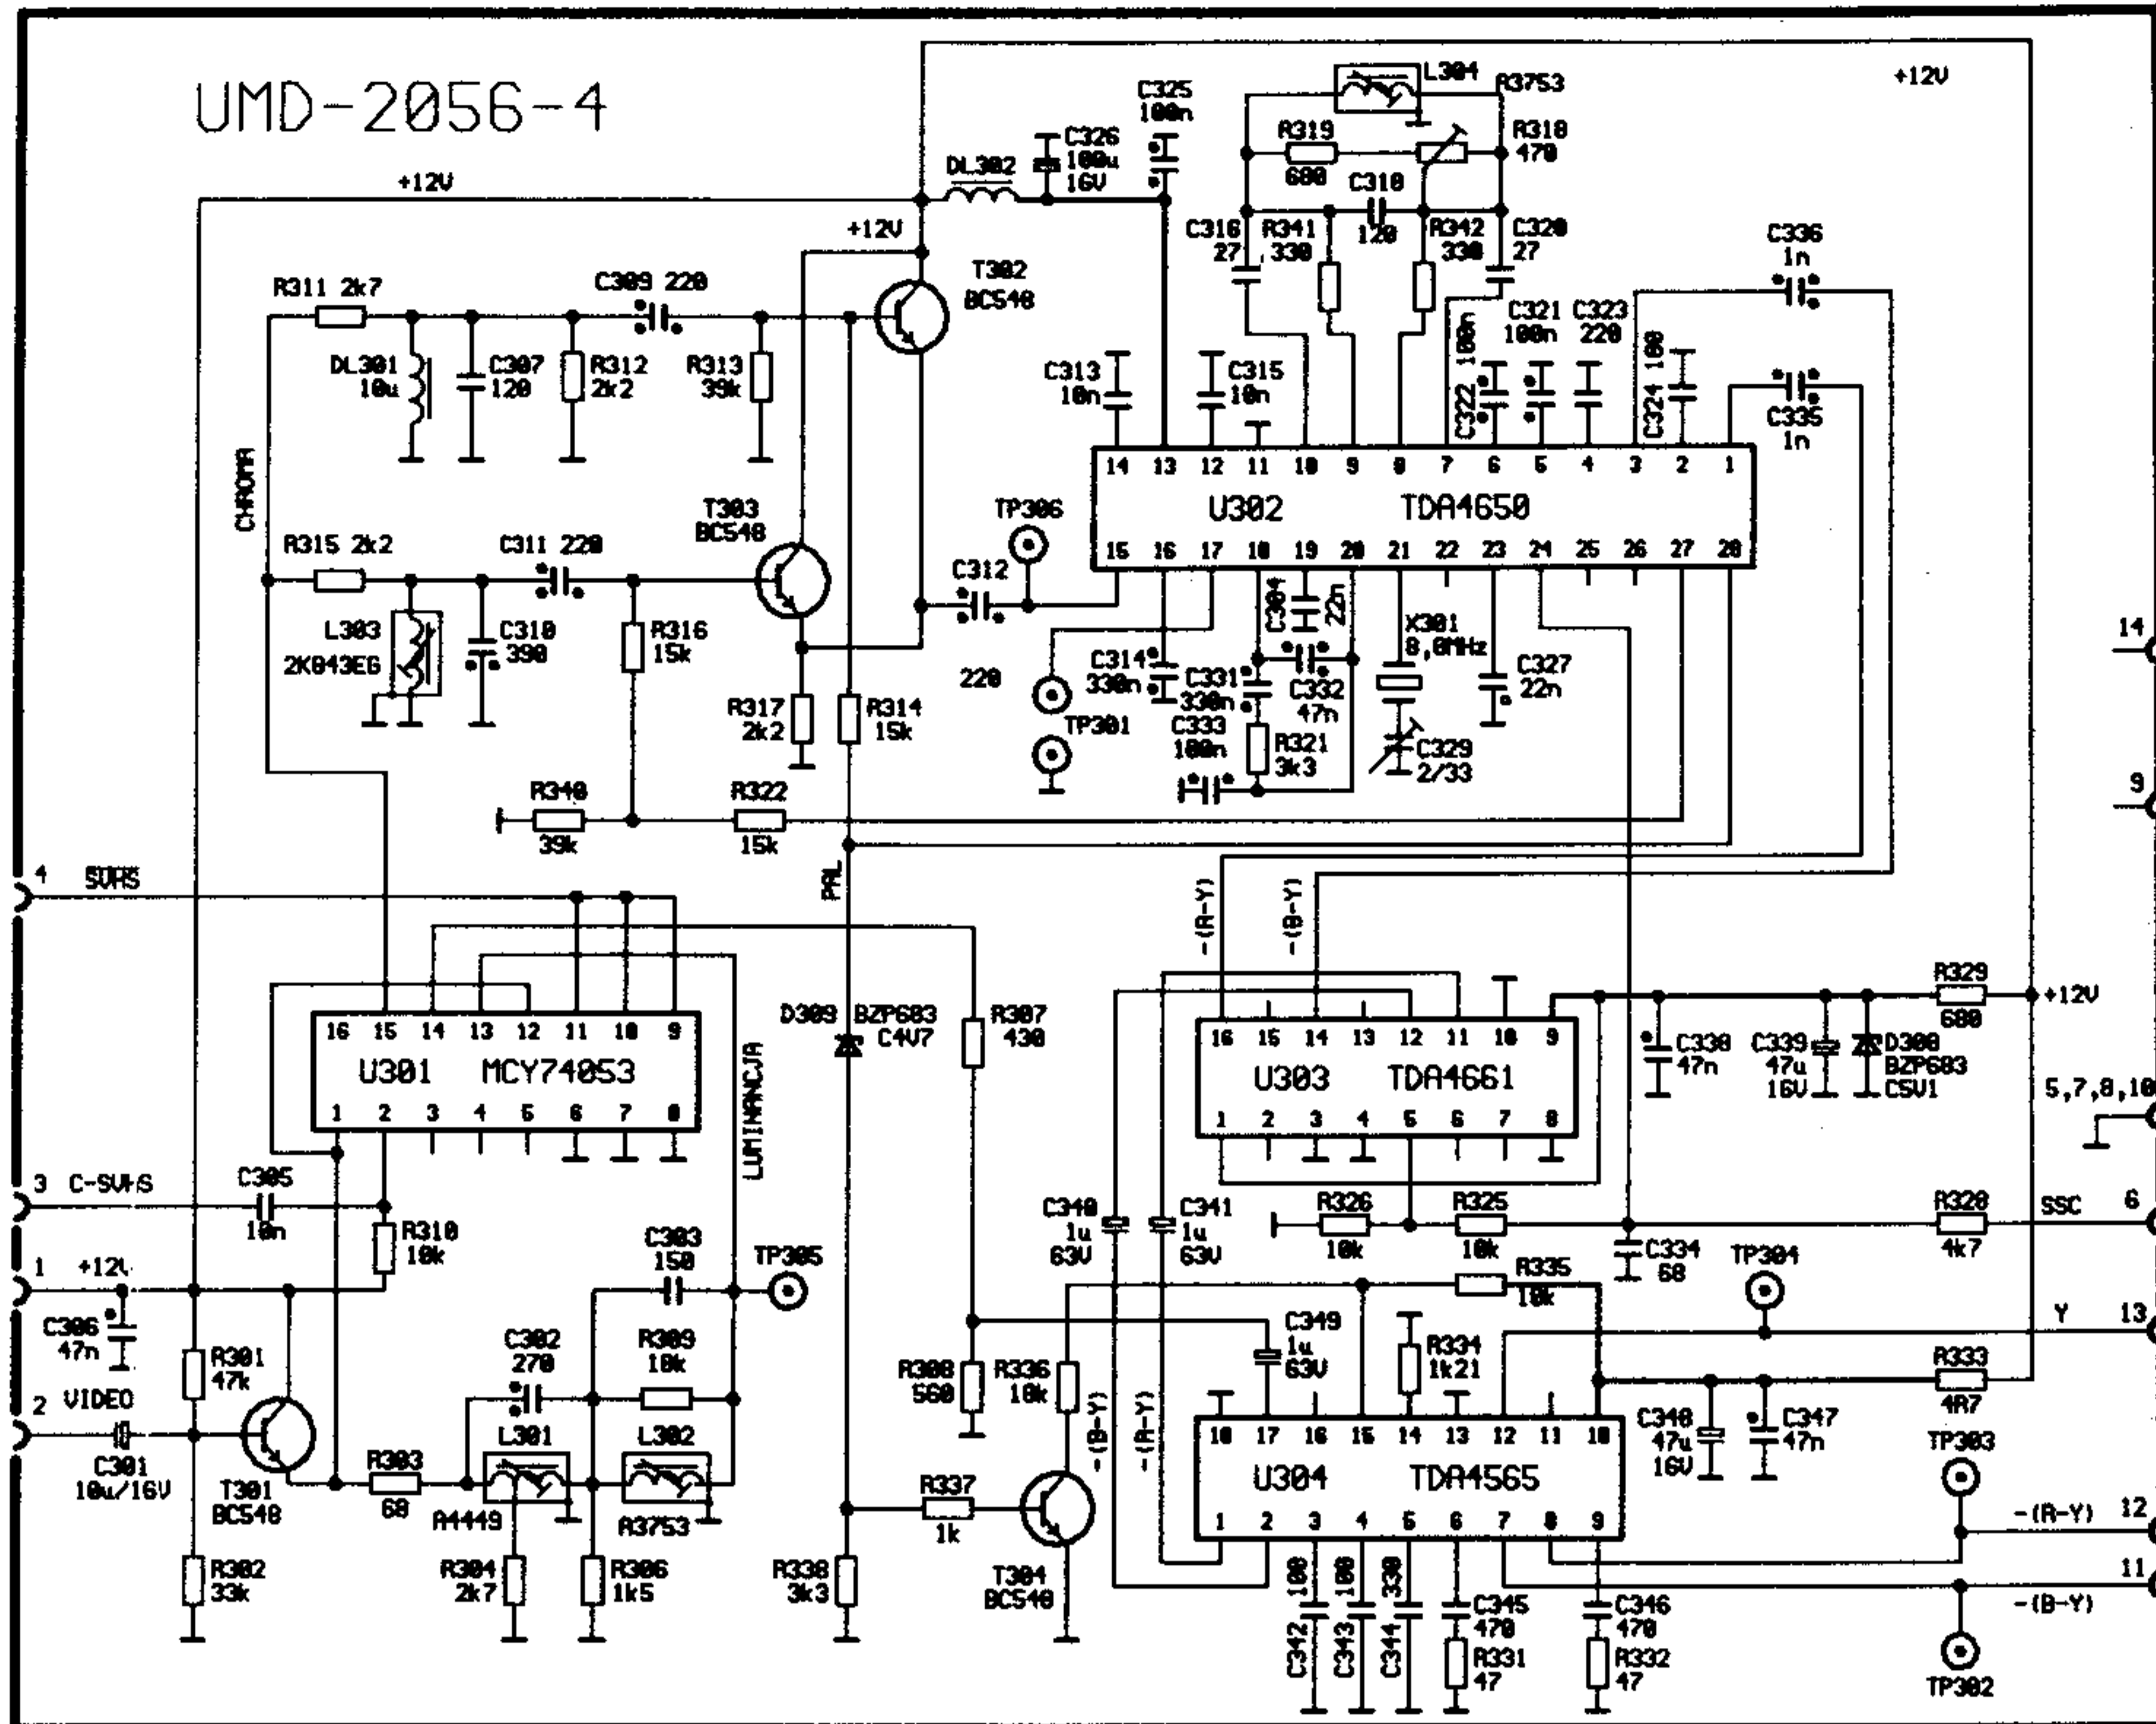 UMD-2056-4
+12V
+12V
+12V
DL302
C326
100u
16V
C325
100n
L304
A3753
R319
680
R318
470
C318
120
C316
27
R341
330
R342
330
C320
27
C336
1n
C335
1n
R311 2k7
C309 220
T302
BC548
DL301
10u
C307
120
R312
2k2
R313
39k
C313
10n
C315
10n
C322 100n
C321
100n
C323
220
C324 100
CHROMA
14 13 12 11 10 9 8 7 6 5 4 3 2 1
U302 TDA4650
15 16 17 18 19 20 21 22 23 24 25 26 27 28
T303
BC548
TP306
R315 2k2
C311 220
C312
220
L303
2K843EG
C310
390
R316
15k
R317
2k2
R314
15k
TP301
C314
330n
C304
22n
C331
330n
C332
47n
C333
100n
R321
3k3
X301
8,8MHz
C327
22n
C329
2/33
14
9
R340
39k
R322
15k
PAL
4 SVHS
-(R-Y)
-(B-Y)
16 15 14 13 12 11 10 9
U301 MCY74053
1 2 3 4 5 6 7 8
LUMINANCJA
D309 BZP683
C4V7
R307
430
16 15 14 13 12 11 10 9
U303 TDA4661
1 2 3 4 5 6 7 8
R329
680
+12V
C338
47n
C339
47u
16V
D308
BZP683
C5V1
5,7,8,10
3 C-SVHS
C305
10n
R310
10k
C303
150
TP305
C340
1u
63V
C341
1u
63V
R326
10k
R325
10k
R328
4k7
SSC 6
C334
68
TP304
R335
10k
1 +12V
C306
47n
R301
47k
2 VIDEO
C301
10u/16V
T301
BC548
R302
33k
R303
68
C302
270
R309
10k
L301
A4449
L302
A3753
R304
2k7
R306
1k5
R308
560
R336
10k
C349
1u
63V
R334
1k21
Y 13
R333
4R7
C348
47u
16V
C347
47n
TP303
-(B-Y)
-(R-Y)
18 17 16 15 14 13 12 11 10
U304 TDA4565
1 2 3 4 5 6 7 8 9
R337
1k
T304
BC548
R338
3k3
C342 100
C343 100
C344 330
C345
470
R331
47
C346
470
R332
47
-(R-Y) 12
11
-(B-Y)
TP302